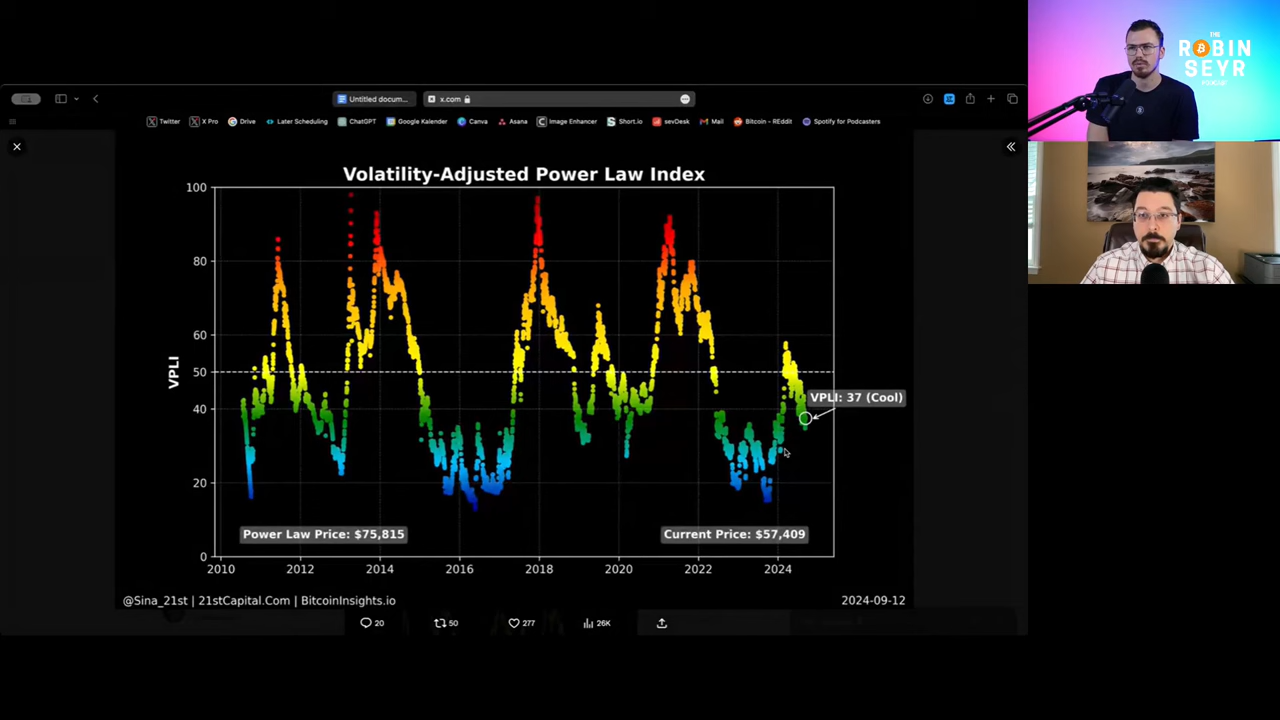 THE
ROBIN
SEYR
PODCAST
Untitled docum...
x.com
Twitter
X Pro
Drive
Later Scheduling
ChatGPT
Google Kalender
Canva
Asana
Image Enhancer
Short.io
sevDesk
Mail
Bitcoin - REddit
Spotify for Podcasters
Volatility-Adjusted Power Law Index
100
80
60
50
40
20
0
VPLI
VPLI: 37 (Cool)
Power Law Price: $75,815
Current Price: $57,409
2010 2012 2014 2016 2018 2020 2022 2024
@Sina_21st | 21stCapital.Com | BitcoinInsights.io
2024-09-12
20 50 277 26K